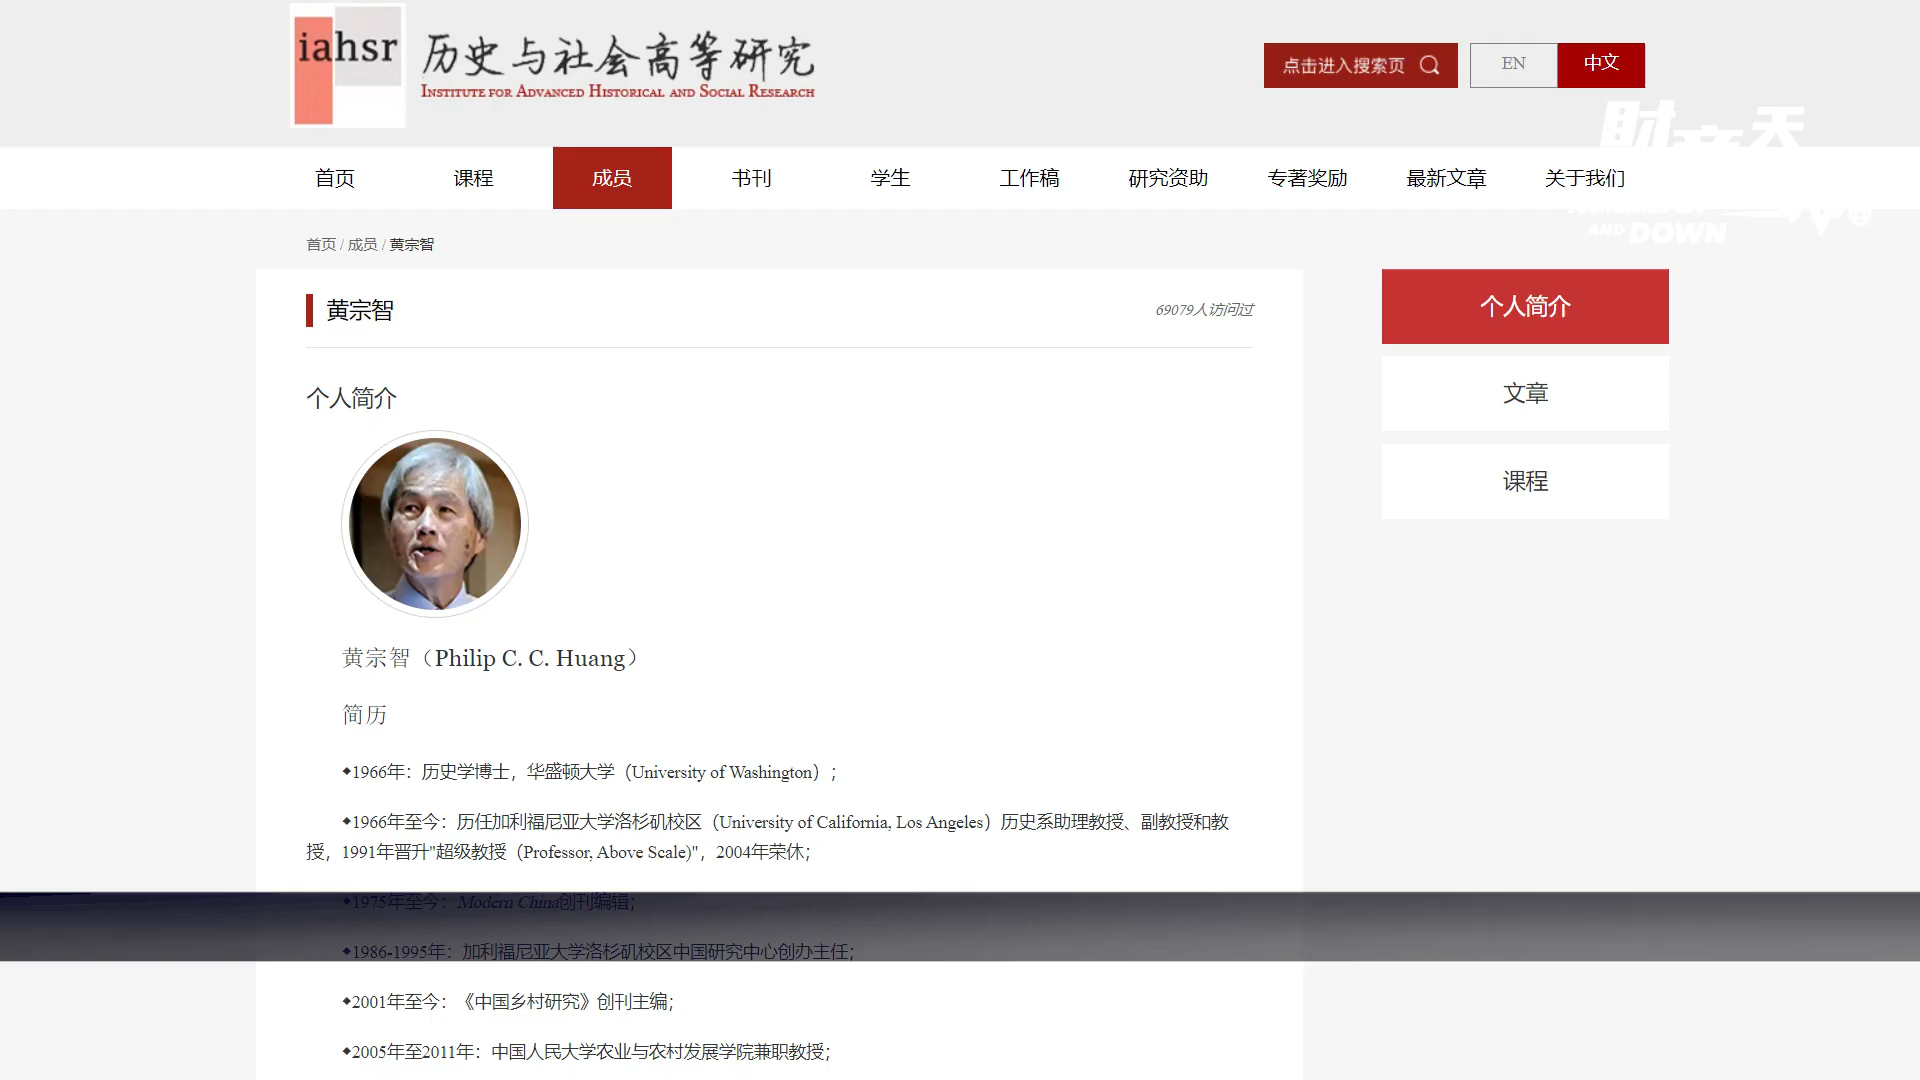 iahsr
历史与社会高等研究
INSTITUTE FOR ADVANCED HISTORICAL AND SOCIAL RESEARCH
点击进入搜索页
EN
中文
首页
课程
成员
书刊
学生
工作稿
研究资助
专著奖励
最新文章
关于我们
AND DOWN
首页 / 成员 / 黄宗智
黄宗智
69079人访问过
个人简介
文章
课程
个人简介
黄宗智（Philip C. C. Huang）
简历
◆1966年：历史学博士，华盛顿大学（University of Washington）；
◆1966年至今：历任加利福尼亚大学洛杉矶校区（University of California, Los Angeles）历史系助理教授、副教授和教
授，1991年晋升"超级教授（Professor, Above Scale)"，2004年荣休；
◆1975年至今：Modern China创刊编辑；
◆1986-1995年：加利福尼亚大学洛杉矶校区中国研究中心创办主任；
◆2001年至今：《中国乡村研究》创刊主编；
◆2005年至2011年：中国人民大学农业与农村发展学院兼职教授；